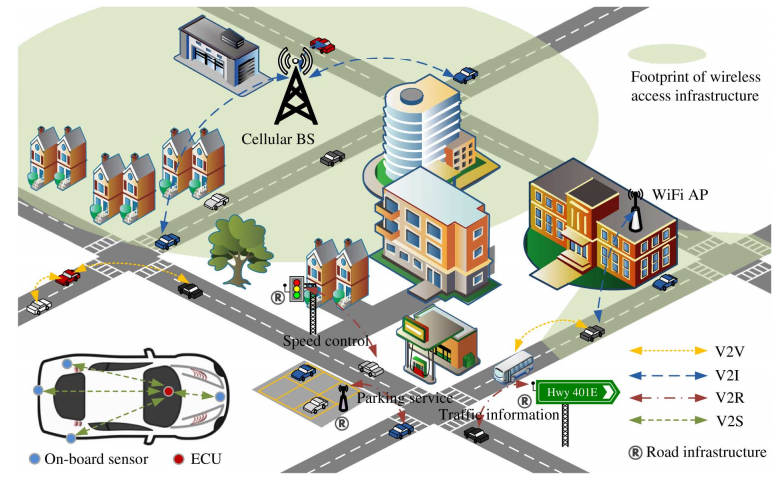 Footprint of wireless
access infrastructure
Cellular BS
WiFi AP
®
Speed control
V2V
V2I
Parking service
Hwy 401E
®
Traffic information
V2R
®
V2S
On-board sensor
ECU
® Road infrastructure